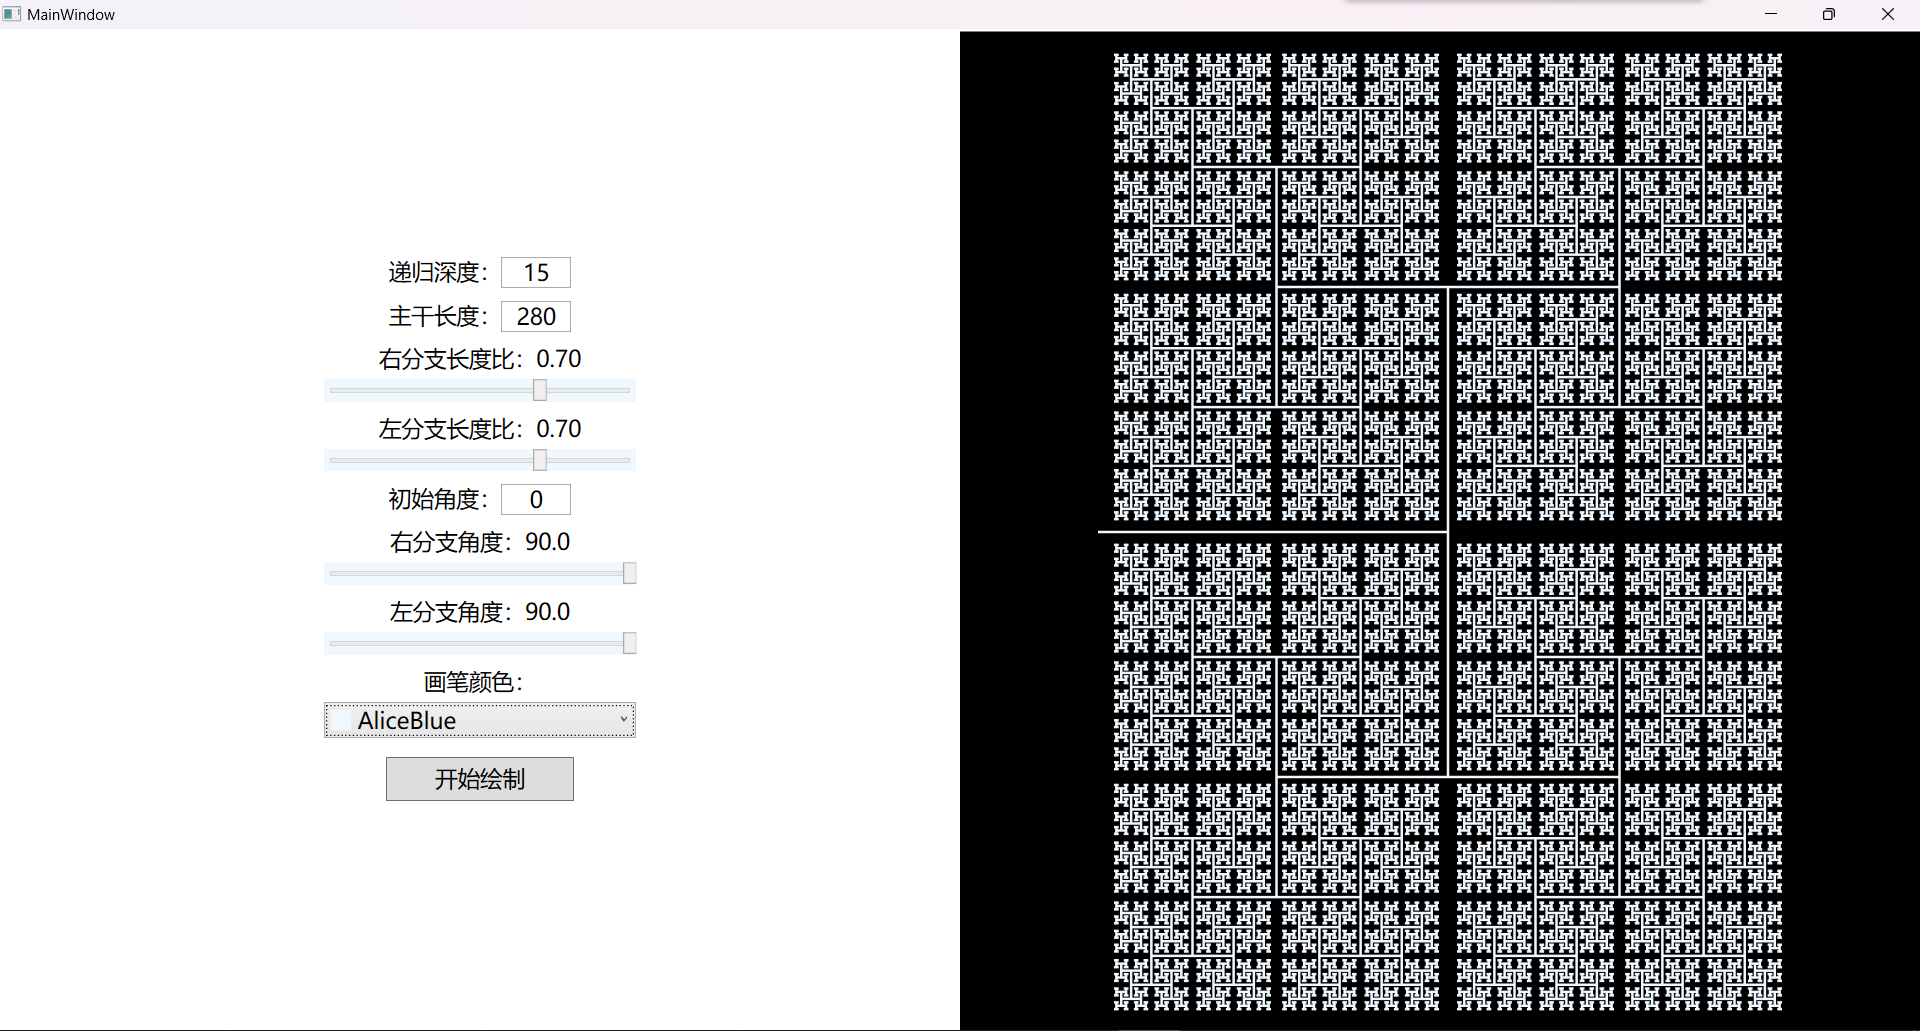 MainWindow
递归深度： 15
主干长度： 280
右分支长度比：0.70
左分支长度比：0.70
初始角度： 0
右分支角度：90.0
左分支角度：90.0
画笔颜色：
AliceBlue
开始绘制